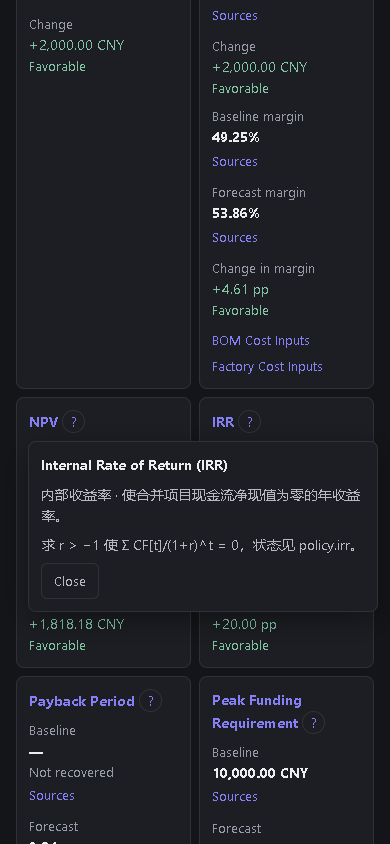 Change
+2,000.00 CNY
Favorable
Sources
Change
+2,000.00 CNY
Favorable
Baseline margin
49.25%
Sources
Forecast margin
53.86%
Sources
Change in margin
+4.61 pp
Favorable
BOM Cost Inputs
Factory Cost Inputs
NPV ?
IRR ?
Internal Rate of Return (IRR)
内部收益率 · 使合并项目现金流净现值为零的年收益
率。
求 r > −1 使 Σ CF[t]/(1+r)^t = 0，状态见 policy.irr。
Close
+1,818.18 CNY
Favorable
+20.00 pp
Favorable
Payback Period ?
Baseline
—
Not recovered
Sources
Forecast
Peak Funding
Requirement ?
Baseline
10,000.00 CNY
Sources
Forecast